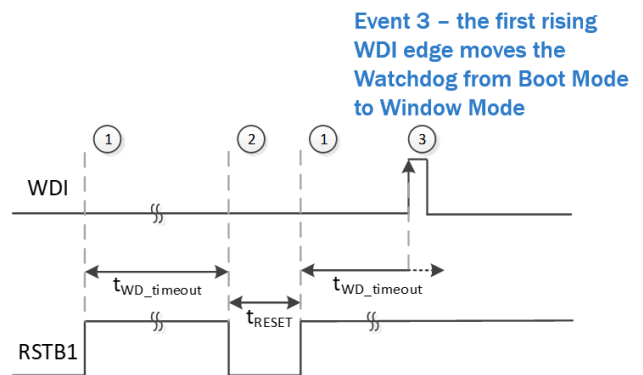 Event 3 – the first rising
WDI edge moves the
Watchdog from Boot Mode
to Window Mode
1 2 1 3
WDI
tWD_timeout tWD_timeout
tRESET
RSTB1